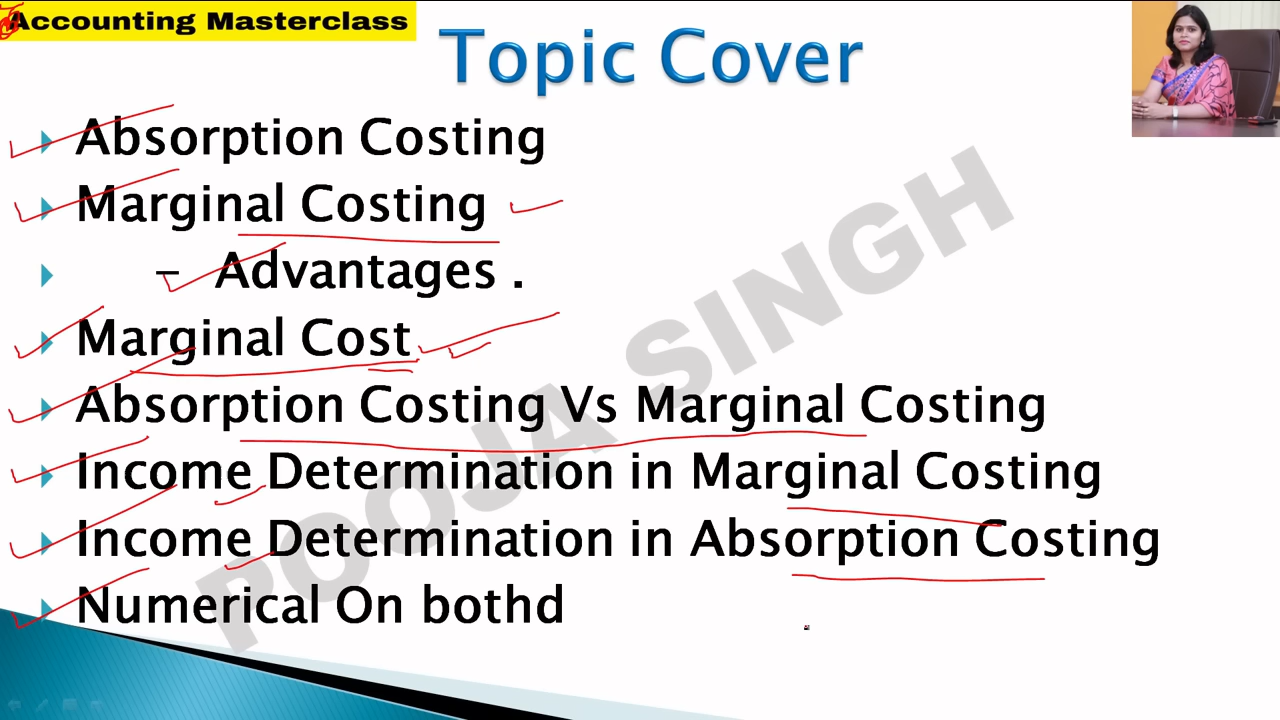 Accounting Masterclass
Topic Cover
Absorption Costing
Marginal Costing
– Advantages .
Marginal Cost
Absorption Costing Vs Marginal Costing
Income Determination in Marginal Costing
Income Determination in Absorption Costing
Numerical On bothd
POOJA SINGH